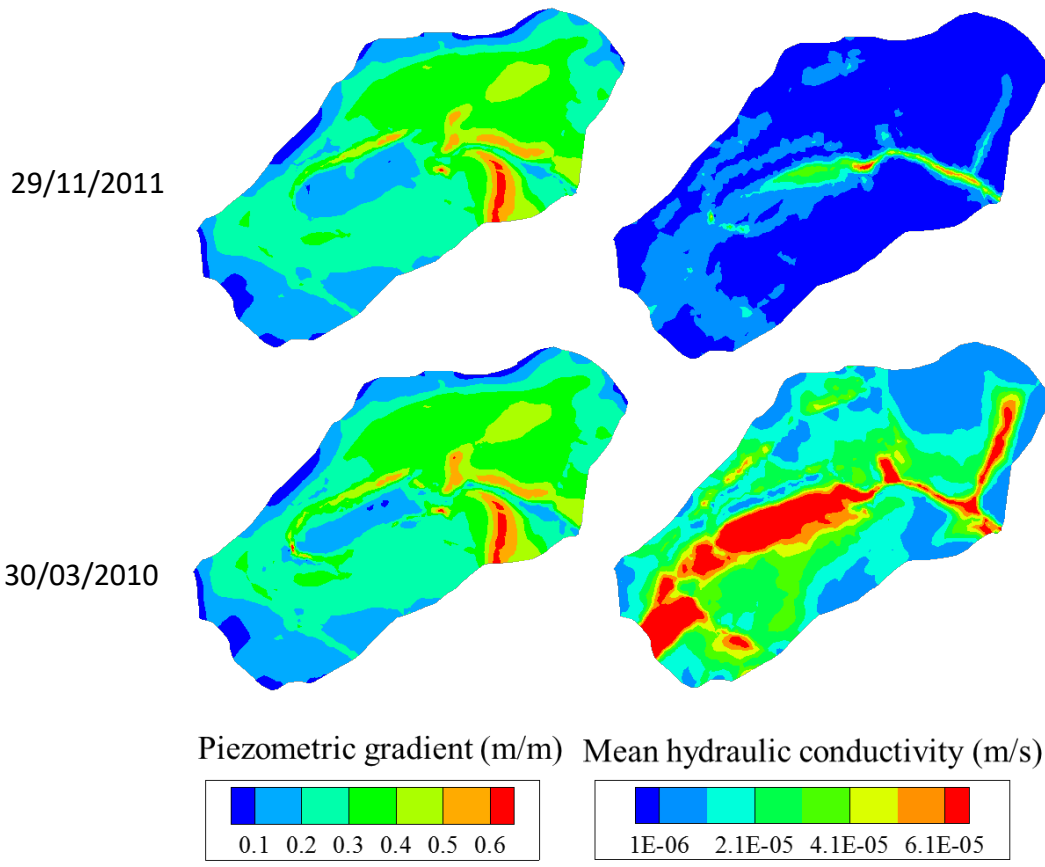 29/11/2011
30/03/2010
Piezometric gradient (m/m) Mean hydraulic conductivity (m/s)
0.1 0.2 0.3 0.4 0.5 0.6 1E-06 2.1E-05 4.1E-05 6.1E-05